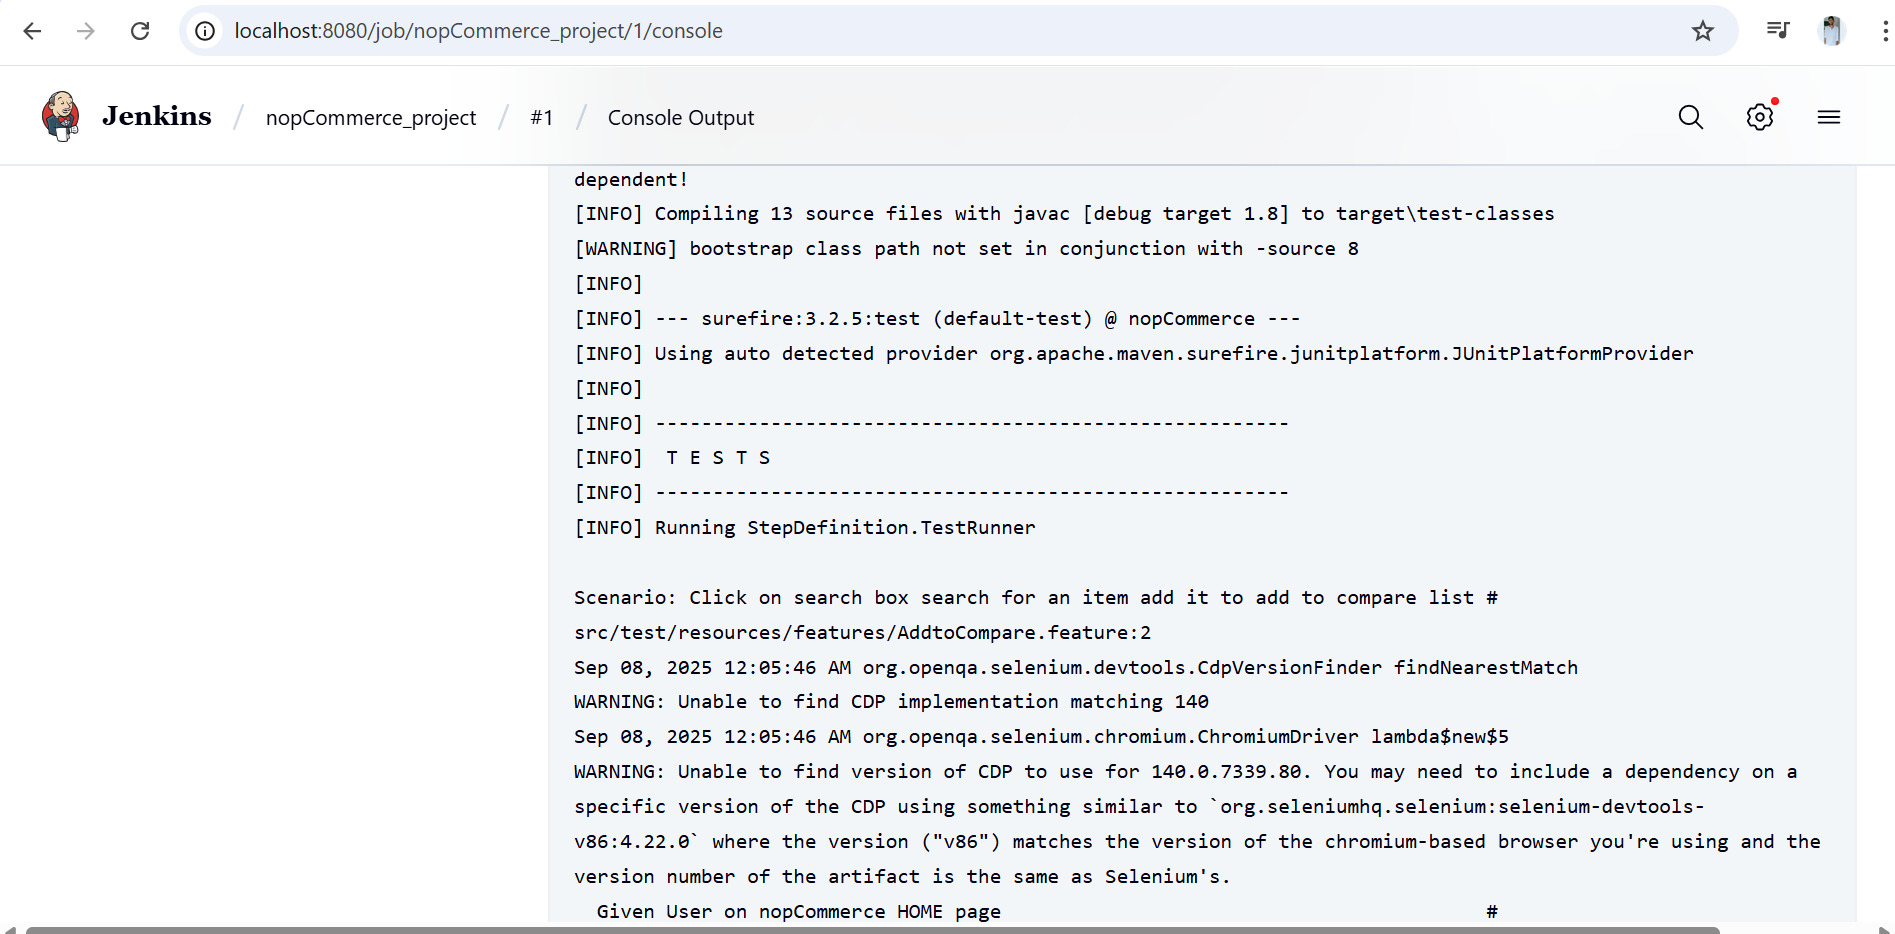 localhost:8080/job/nopCommerce_project/1/console
Jenkins / nopCommerce_project / #1 / Console Output
dependent!
[INFO] Compiling 13 source files with javac [debug target 1.8] to target\test-classes
[WARNING] bootstrap class path not set in conjunction with -source 8
[INFO]
[INFO] --- surefire:3.2.5:test (default-test) @ nopCommerce ---
[INFO] Using auto detected provider org.apache.maven.surefire.junitplatform.JUnitPlatformProvider
[INFO]
[INFO] -------------------------------------------------------
[INFO]  T E S T S
[INFO] -------------------------------------------------------
[INFO] Running StepDefinition.TestRunner
Scenario: Click on search box search for an item add it to add to compare list #
src/test/resources/features/AddtoCompare.feature:2
Sep 08, 2025 12:05:46 AM org.openqa.selenium.devtools.CdpVersionFinder findNearestMatch
WARNING: Unable to find CDP implementation matching 140
Sep 08, 2025 12:05:46 AM org.openqa.selenium.chromium.ChromiumDriver lambda$new$5
WARNING: Unable to find version of CDP to use for 140.0.7339.80. You may need to include a dependency on a
specific version of the CDP using something similar to `org.seleniumhq.selenium:selenium-devtools-
v86:4.22.0` where the version ("v86") matches the version of the chromium-based browser you're using and the
version number of the artifact is the same as Selenium's.
  Given User on nopCommerce HOME page #